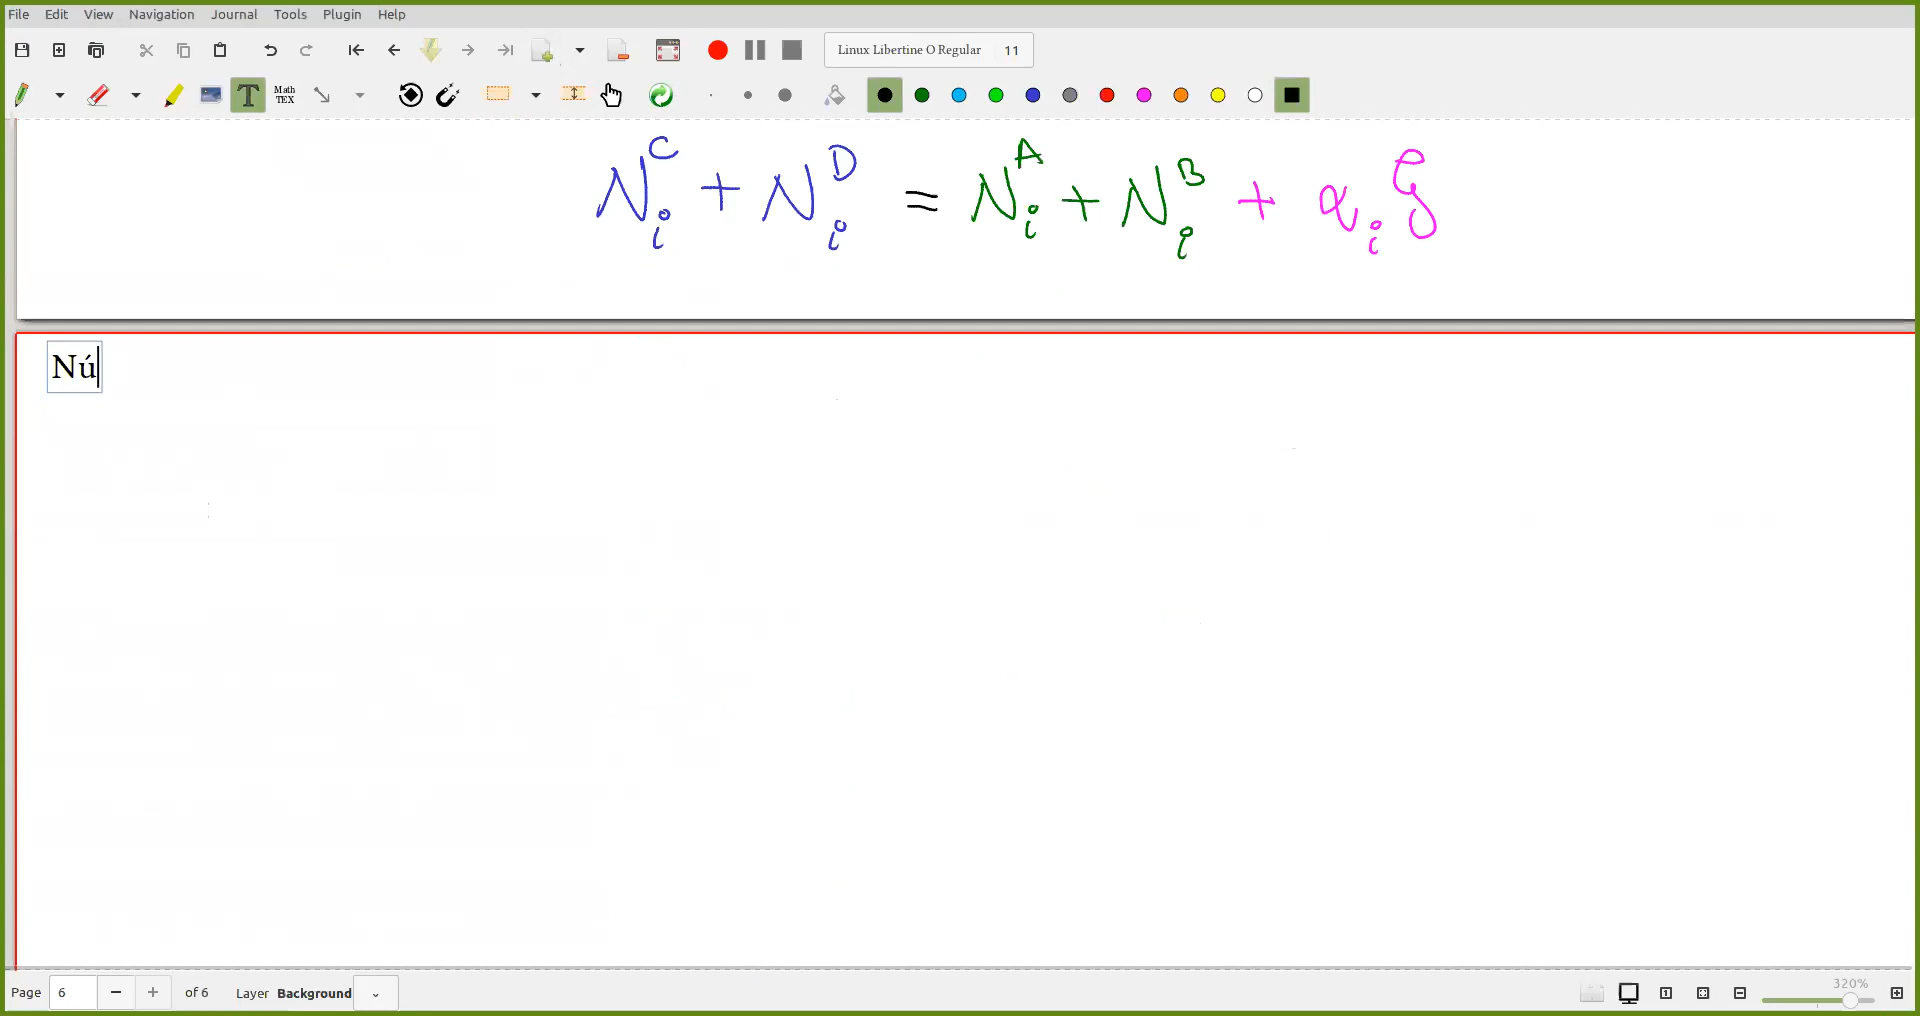 File Edit View Navigation Journal Tools Plugin Help
Linux Libertine O Regular 11
Math TEX
N_i^C + N_i^D = N_i^A + N_i^B + α_i ξ
Nú
Page 6 of 6 Layer Background
320%